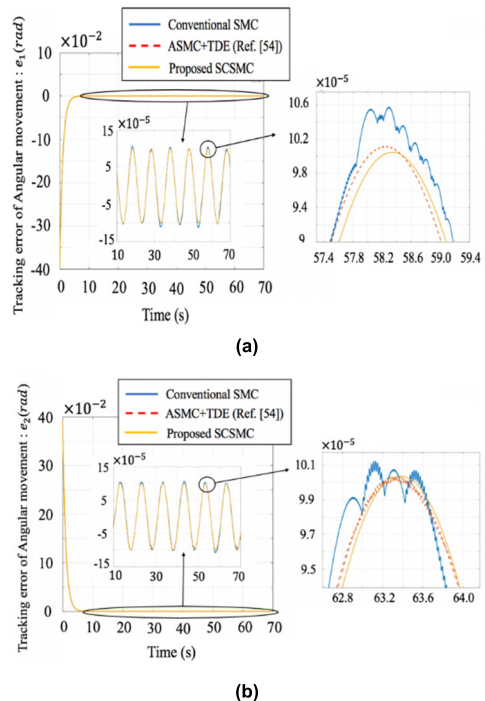 Conventional SMC
ASMC+TDE (Ref. [54])
Proposed SCSMC
×10⁻²
Tracking error of Angular movement : e₁(rad)
10
0
-10
-20
-30
-40
0 10 20 30 40 50 60 70
Time (s)
×10⁻⁵
15
5
-5
-15
10 30 50 70
×10⁻⁵
10.6
10.2
9.8
9.4
9
57.4 57.8 58.2 58.6 59.0 59.4
(a)
Conventional SMC
ASMC+TDE (Ref. [54])
Proposed SCSMC
×10⁻²
Tracking error of Angular movement : e₂(rad)
40
30
20
10
0
0 10 20 30 40 50 60 70
Time (s)
×10⁻⁵
15
5
-5
-15
10 20 30 40 50 60 70
×10⁻⁵
10.1
9.9
9.7
9.5
62.8 63.2 63.6 64.0
(b)